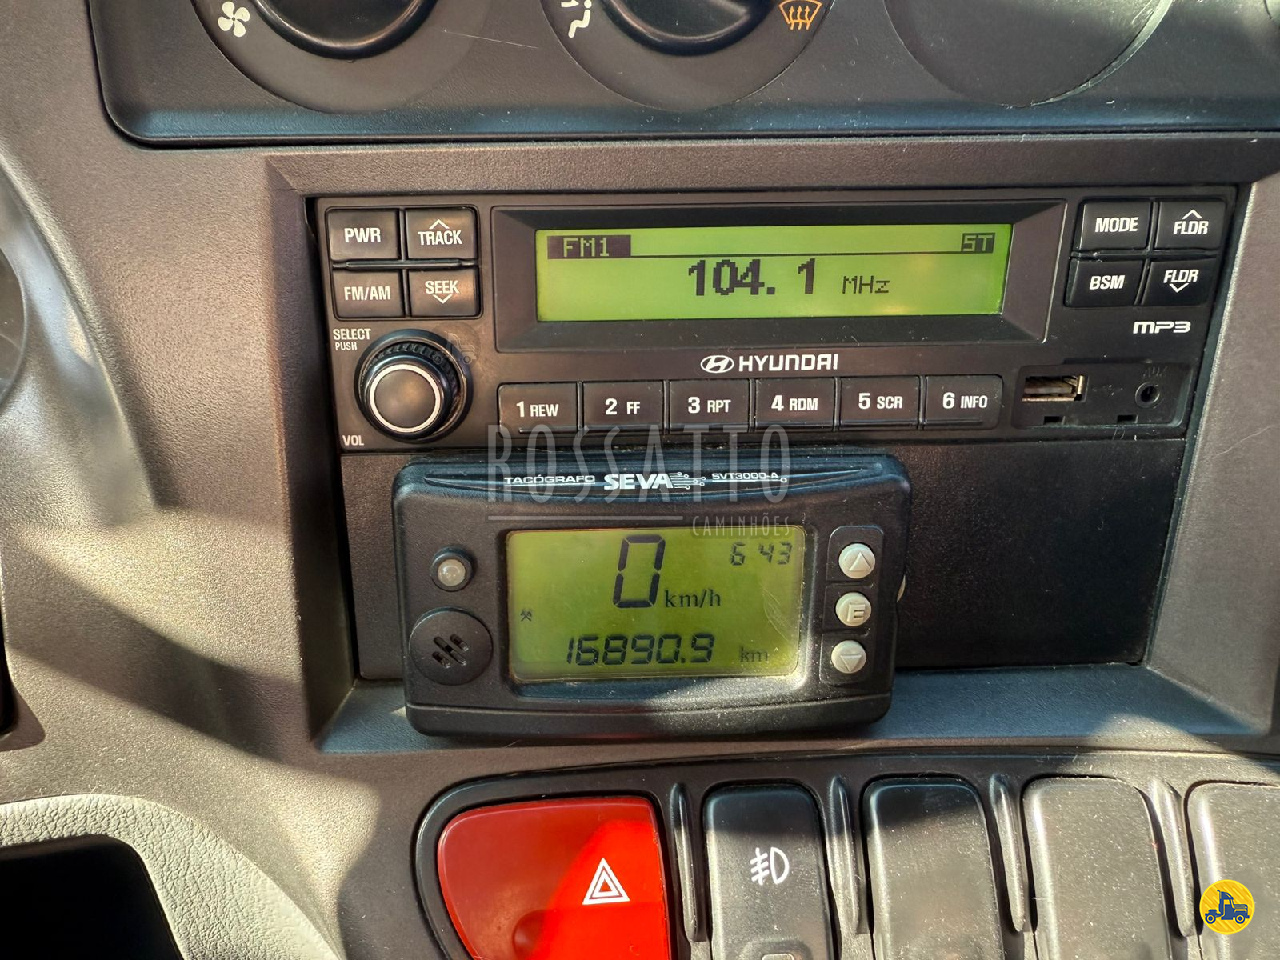 PWR
TRACK
FM/AM
SEEK
SELECT
PUSH
VOL
FM1
ST
104.1 MHz
HYUNDAI
1 REW
2 FF
3 RPT
4 RDM
5 SCR
6 INFO
MODE
FLDR
BSM
FLDR
MP3
AUX
ROSSATTO
CAMINHÕES
TACÓGRAFO SEVA SVT3000-A
0 km/h
6 43
16890.9 km
E